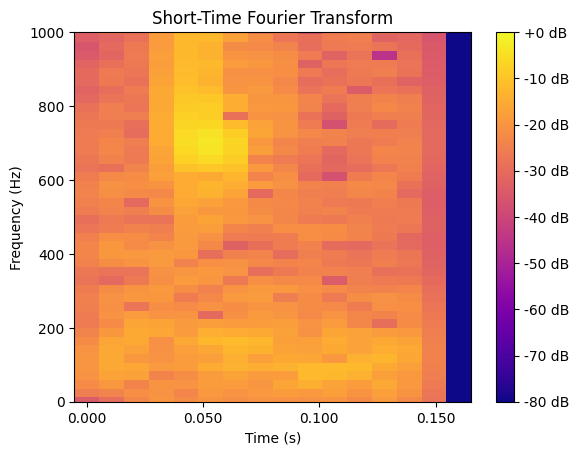 Short-Time Fourier Transform
Frequency (Hz)
1000
800
600
400
200
0
0.000
0.050
0.100
0.150
Time (s)
+0 dB
-10 dB
-20 dB
-30 dB
-40 dB
-50 dB
-60 dB
-70 dB
-80 dB